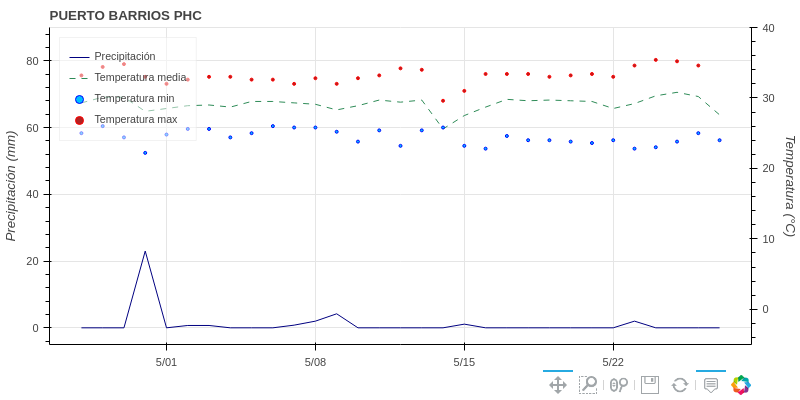 PUERTO BARRIOS PHC
Precipitación
Temperatura media
Temperatura min
Temperatura max
Precipitación (mm)
80
60
40
20
0
40
30
20
10
0
Temperatura (°C)
5/01
5/08
5/15
5/22